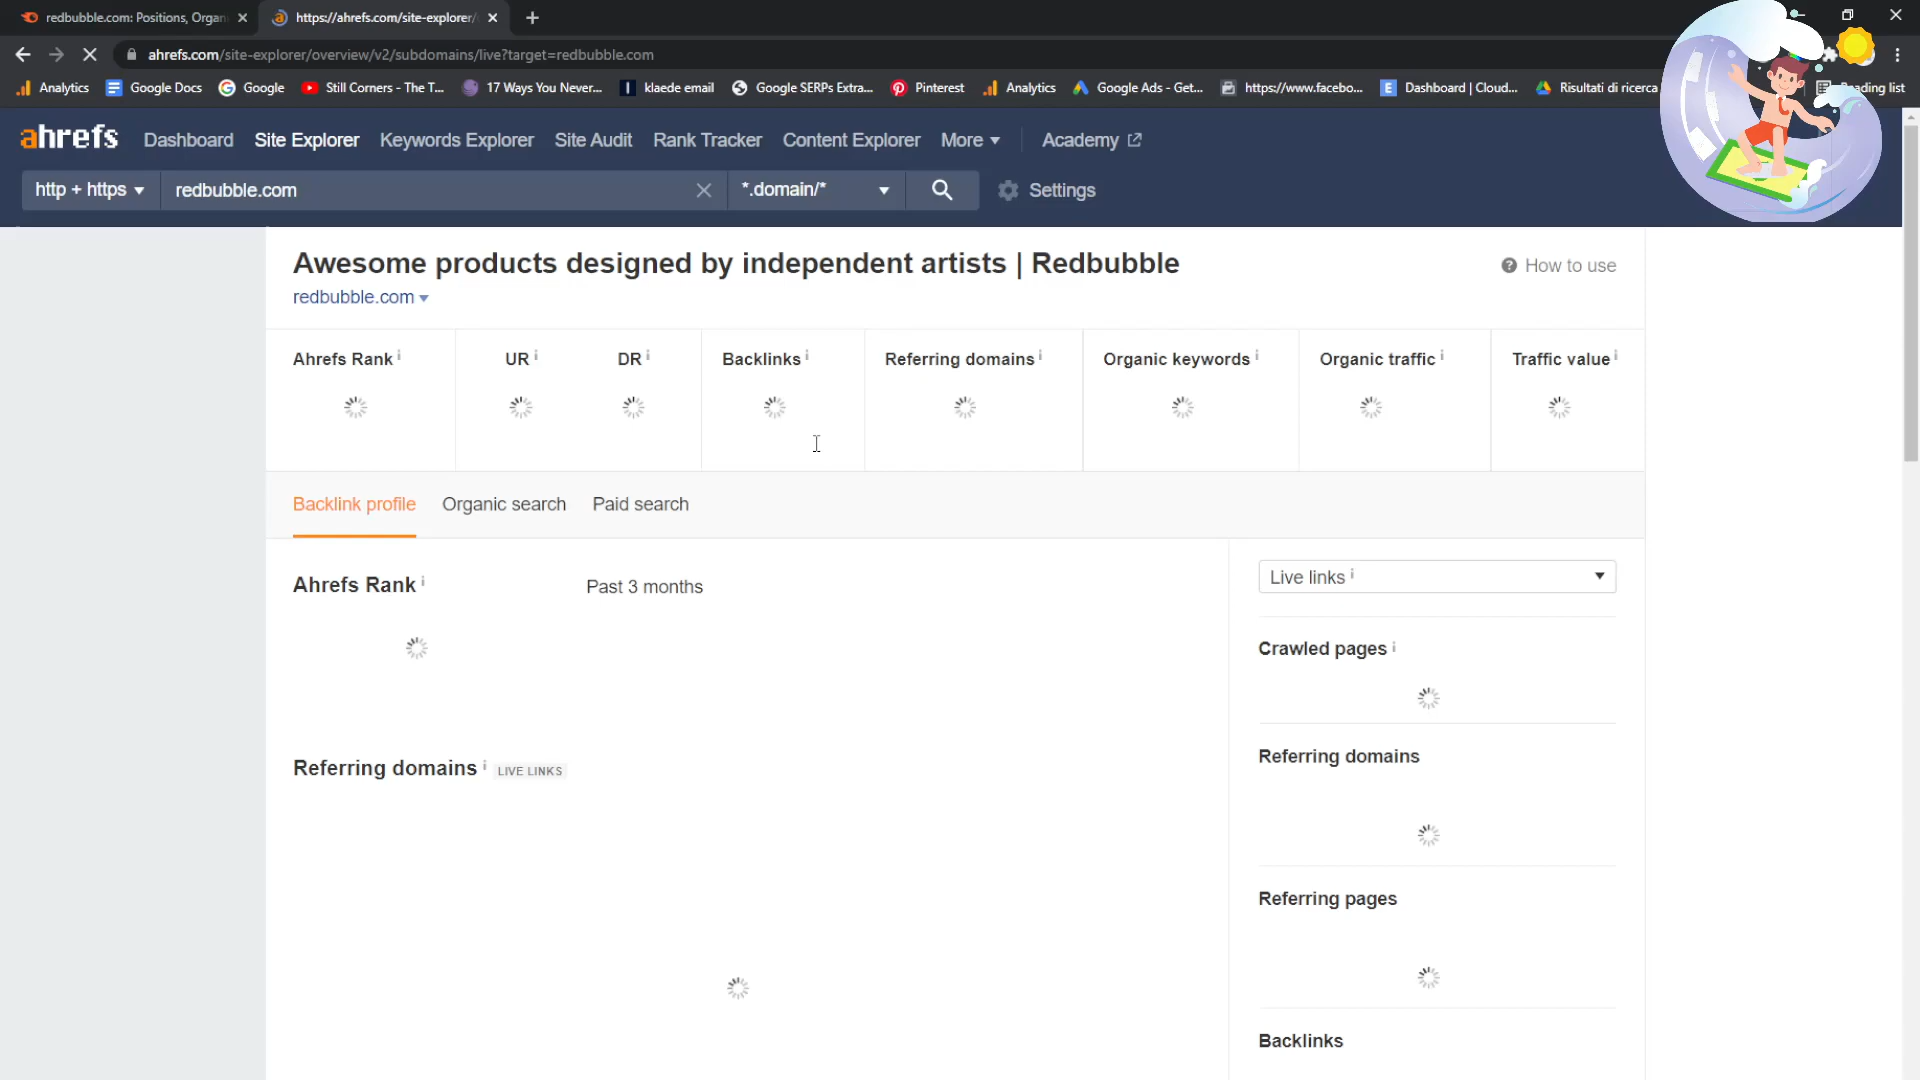 redbubble.com: Positions, Organ
https://ahrefs.com/site-explorer/
ahrefs.com/site-explorer/overview/v2/subdomains/live?target=redbubble.com
Analytics
Google Docs
Google
Still Corners - The T...
17 Ways You Never...
klaede email
Google SERPs Extra...
Pinterest
Analytics
Google Ads - Get...
https://www.facebo...
Dashboard | Cloud...
Risultati di ricerca
ading list
ahrefs
Dashboard
Site Explorer
Keywords Explorer
Site Audit
Rank Tracker
Content Explorer
More
Academy
http + https
redbubble.com
*.domain/*
Settings
Awesome products designed by independent artists | Redbubble
How to use
redbubble.com
Ahrefs Rank i
UR i
DR i
Backlinks i
Referring domains i
Organic keywords i
Organic traffic i
Traffic value i
Backlink profile
Organic search
Paid search
Ahrefs Rank i
Past 3 months
Live links i
Crawled pages i
Referring domains
Referring domains i LIVE LINKS
Referring pages
Backlinks